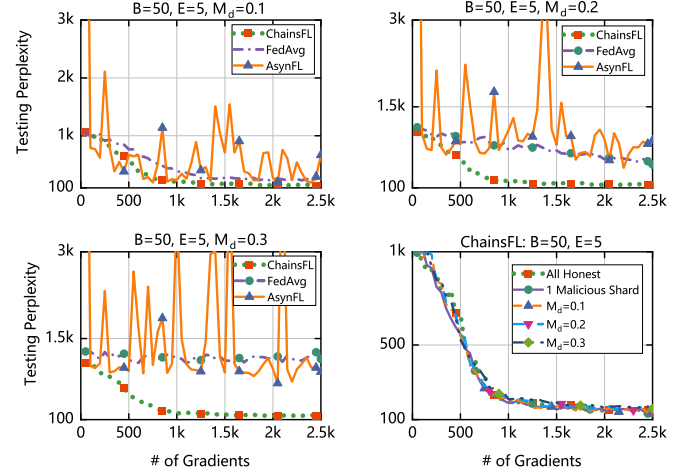 B=50, E=5, M_d=0.1
3k
2k
1k
100
Testing Perplexity
0 500 1k 1.5k 2k 2.5k
ChainsFL
FedAvg
AsynFL
B=50, E=5, M_d=0.2
3k
1.5k
100
0 500 1k 1.5k 2k 2.5k
ChainsFL
FedAvg
AsynFL
B=50, E=5, M_d=0.3
3k
1.5k
100
Testing Perplexity
0 500 1k 1.5k 2k 2.5k
# of Gradients
ChainsFL
FedAvg
AsynFL
ChainsFL: B=50, E=5
1k
500
100
0 500 1k 1.5k 2k 2.5k
# of Gradients
All Honest
1 Malicious Shard
M_d=0.1
M_d=0.2
M_d=0.3